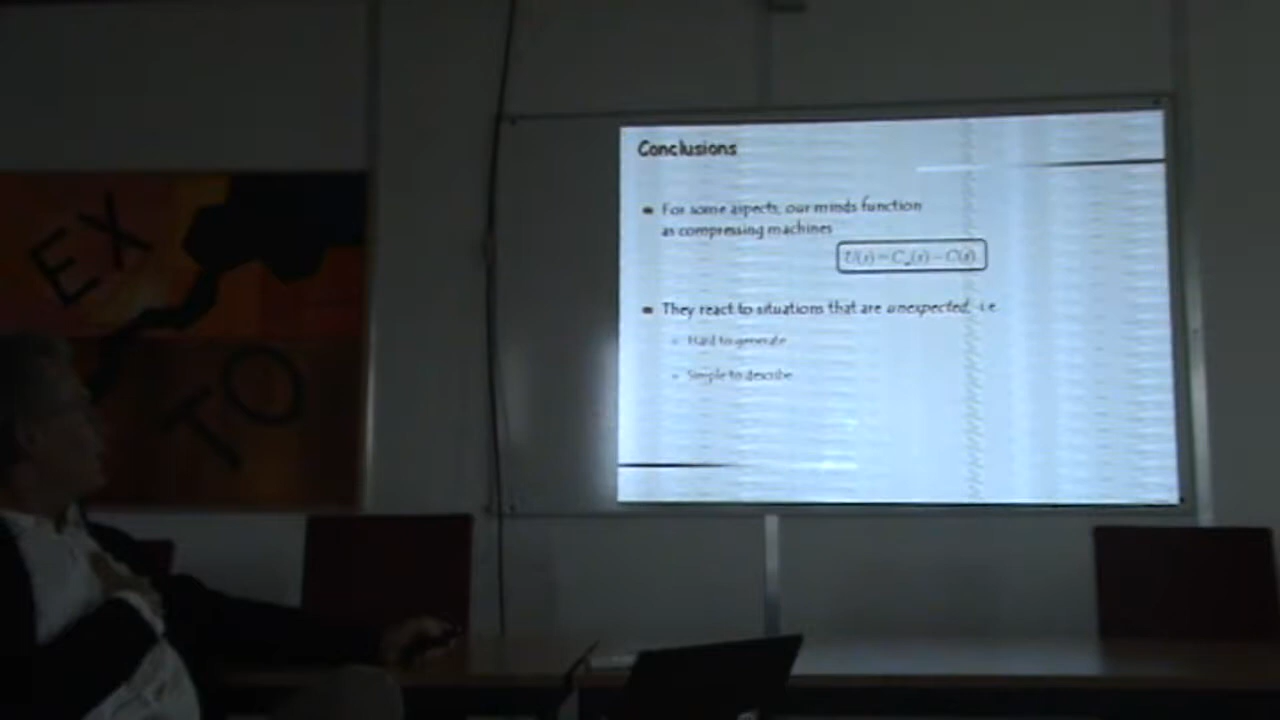 EX
TO
Conclusions
For some aspects, our minds function
as compressing machines
U(s) = C_w(s) – C(s).
They react to situations that are unexpected, i.e.
Hard to generate
Simple to describe